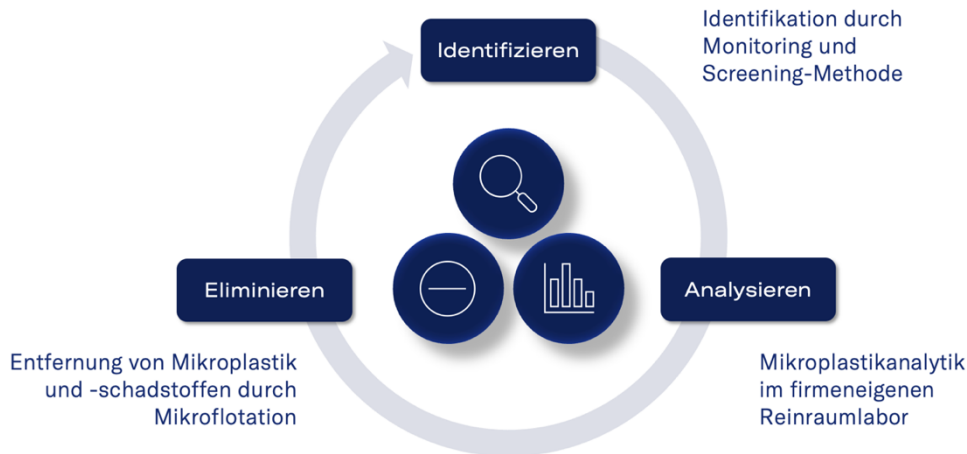 Identifizieren
Identifikation durch
Monitoring und
Screening-Methode
Eliminieren
Analysieren
Entfernung von Mikroplastik
und -schadstoffen durch
Mikroflotation
Mikroplastikanalytik
im firmeneigenen
Reinraumlabor